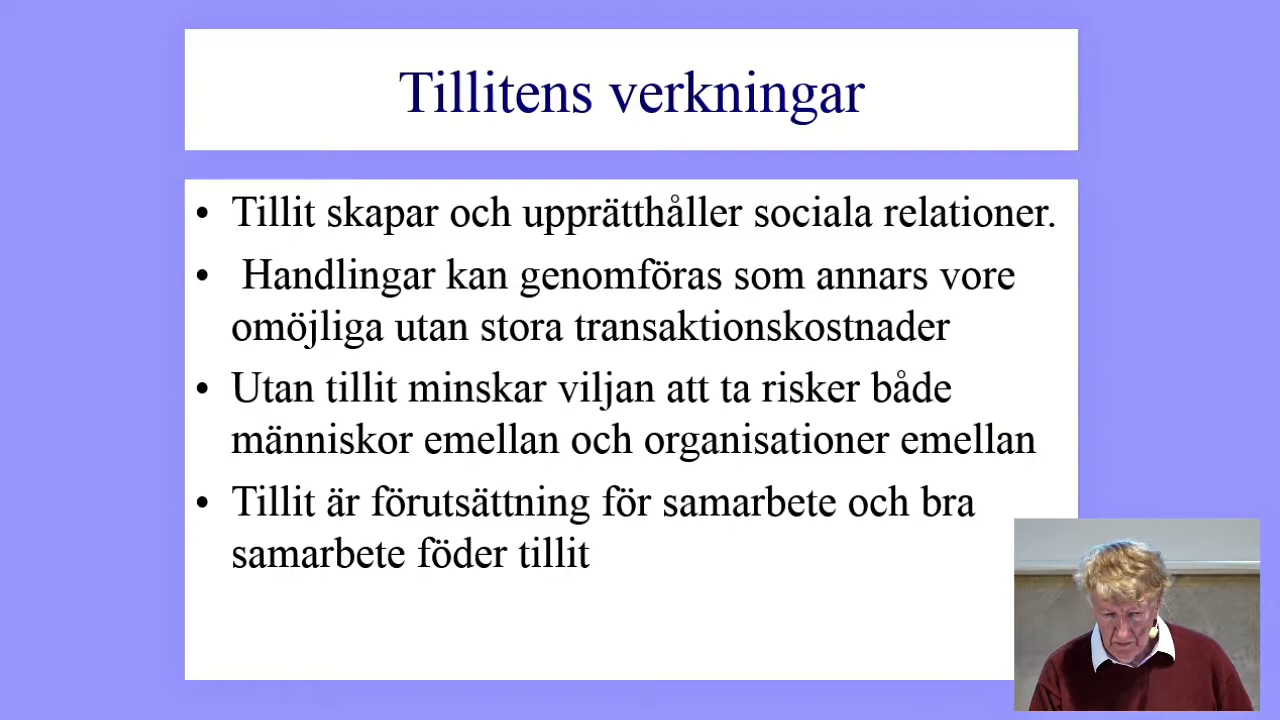 Tillitens verkningar
• Tillit skapar och upprätthåller sociala relationer.
• Handlingar kan genomföras som annars vore
omöjliga utan stora transaktionskostnader
• Utan tillit minskar viljan att ta risker både
människor emellan och organisationer emellan
• Tillit är förutsättning för samarbete och bra
samarbete föder tillit